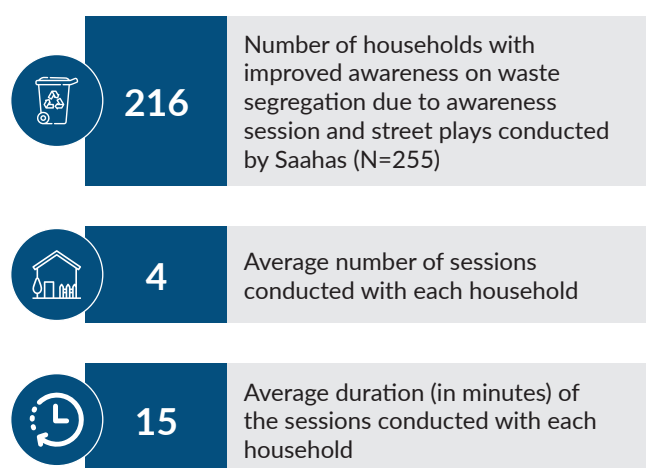 216
Number of households with
improved awareness on waste
segregation due to awareness
session and street plays conducted
by Saahas (N=255)
4
Average number of sessions
conducted with each household
15
Average duration (in minutes) of
the sessions conducted with each
household